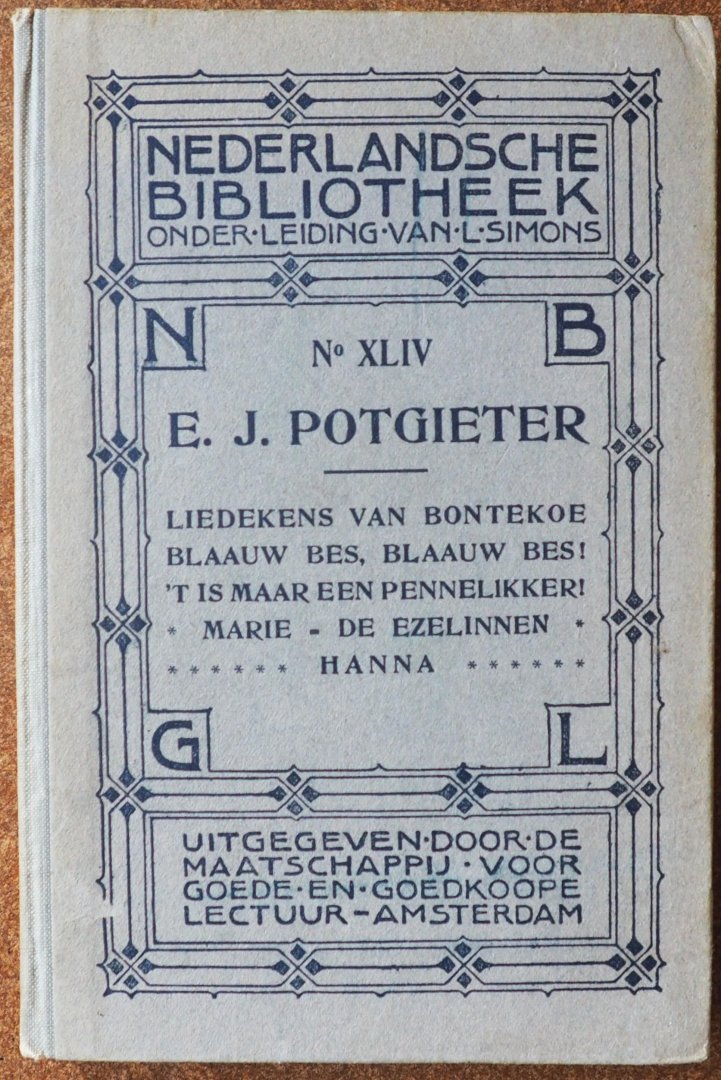 NEDERLANDSCHE
BIBLIOTHEEK
ONDER·LEIDING·VAN·L·SIMONS
N B
Nº XLIV
E. J. POTGIETER
LIEDEKENS VAN BONTEKOE
BLAAUW BES, BLAAUW BES!
'T IS MAAR EEN PENNELIKKER!
* MARIE - DE EZELINNEN *
* * * * * * HANNA * * * * * *
G L
UITGEGEVEN·DOOR·DE
MAATSCHAPPIJ·VOOR
GOEDE·EN·GOEDKOOPE
LECTUUR–AMSTERDAM